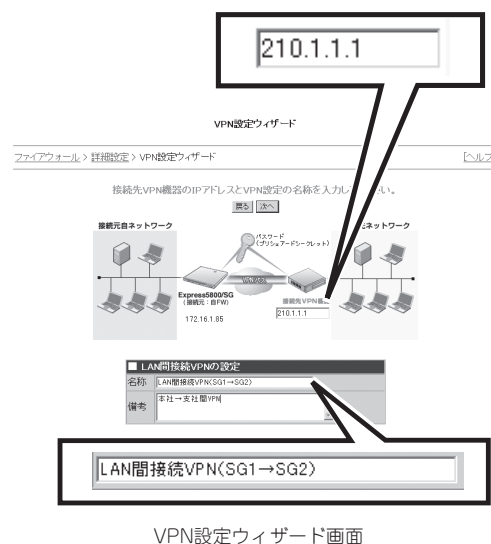 210.1.1.1
VPN設定ウィザード
ファイアウォール > 詳細設定 > VPN設定ウィザード
[ヘルプ
接続先VPN機器のIPアドレスとVPN設定の名称を入力し
い。
戻る 次へ
接続元自ネットワーク
パスワード
(プリシェアードシークレット)
ネットワーク
VPN接続
Express5800/SG
(接続元：自FW)
172.16.1.85
接続先VPN機
210.1.1.1
■ LAN間接続VPNの設定
名称 LAN間接続VPN(SG1→SG2)
備考 本社→支社間VPN
LAN間接続VPN(SG1→SG2)
VPN設定ウィザード画面